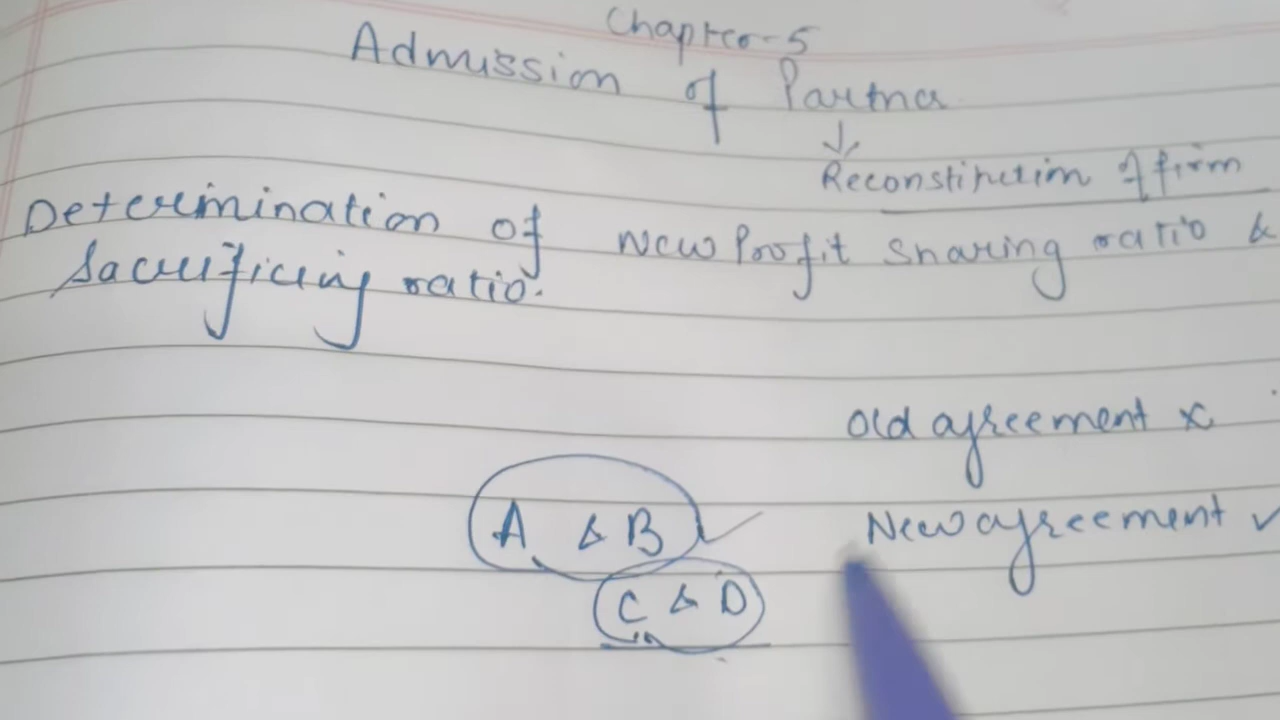 Chapter-5
Admission of Partner
↓
Reconstitution of firm
Determination of New Profit Sharing ratio &
Sacrificing ratio.
Old agreement ×
A & B ✓
New agreement ✓
C & D